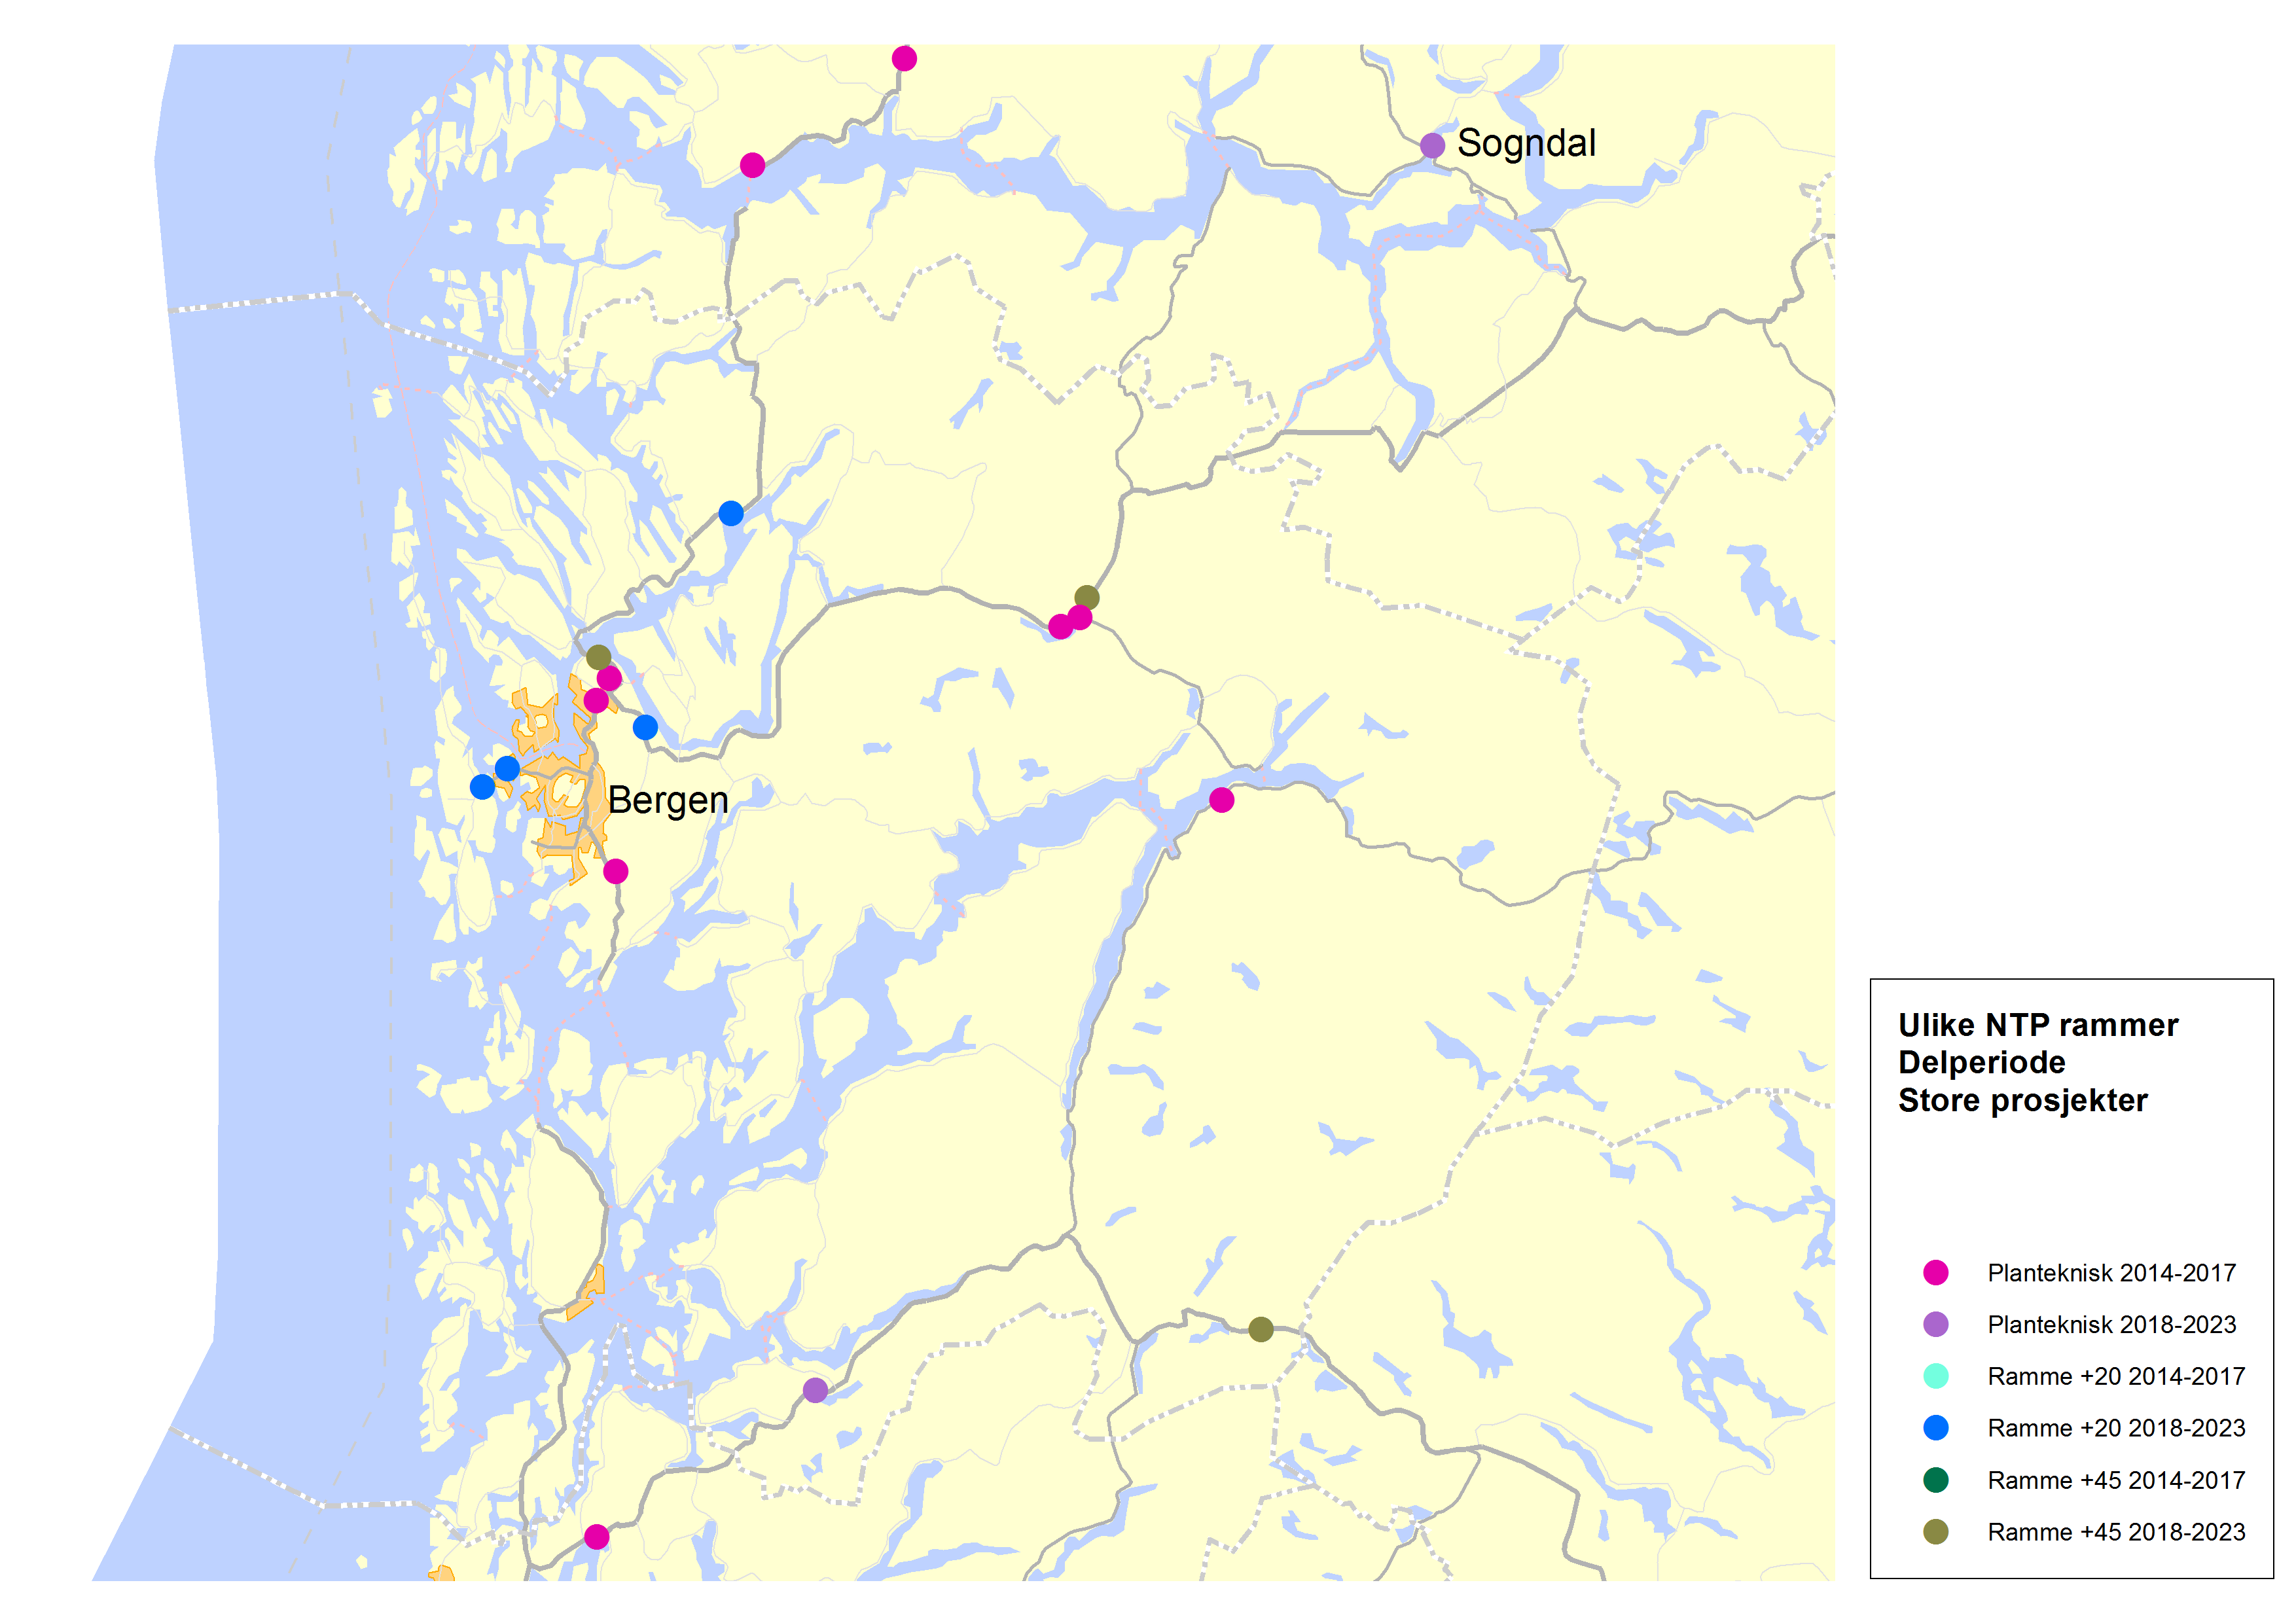 Sogndal
Bergen
Ulike NTP rammer
Delperiode
Store prosjekter
Planteknisk 2014-2017
Planteknisk 2018-2023
Ramme +20 2014-2017
Ramme +20 2018-2023
Ramme +45 2014-2017
Ramme +45 2018-2023